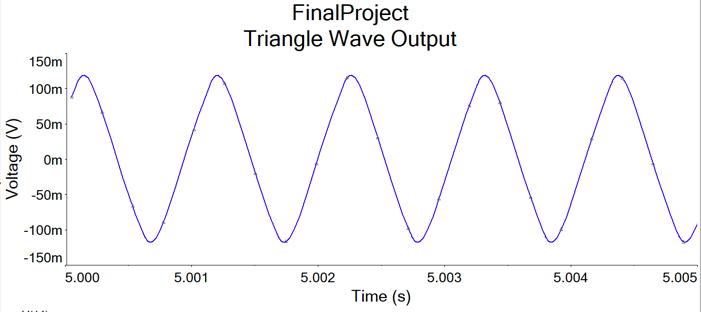 FinalProject
Triangle Wave Output
150m
100m
50m
0m
-50m
-100m
-150m
Voltage (V)
5.000 5.001 5.002 5.003 5.004 5.005
Time (s)